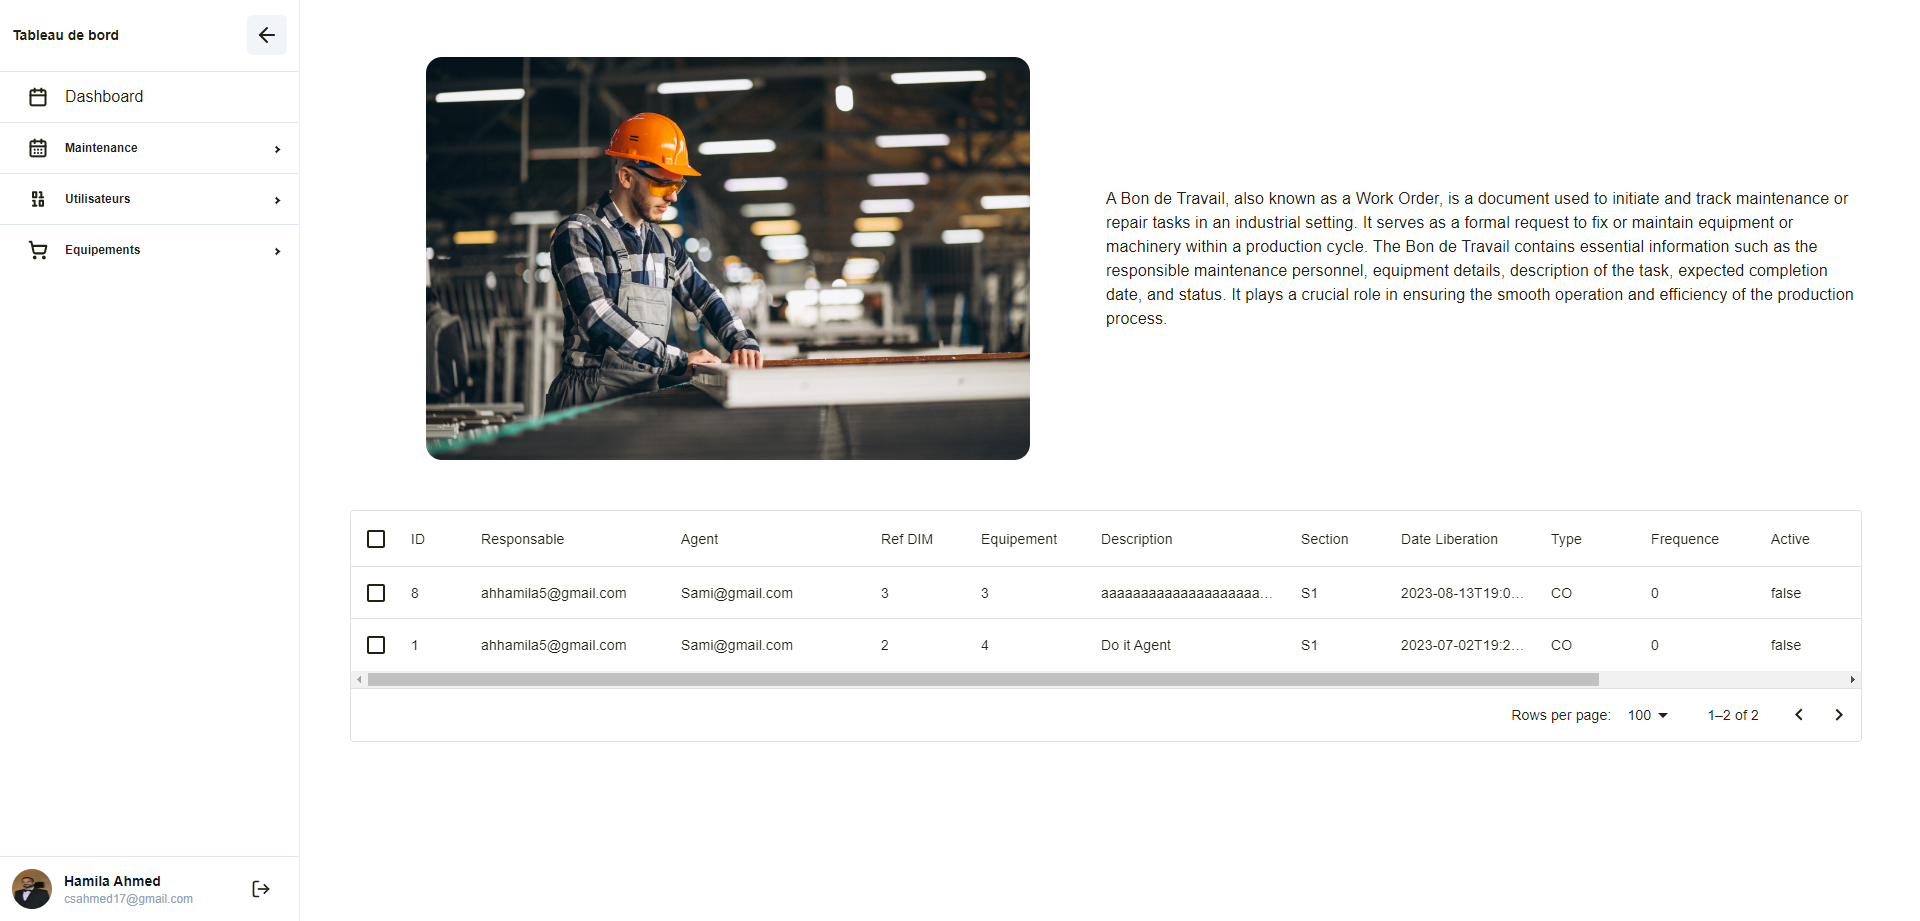 Tableau de bord
Dashboard
Maintenance
Utilisateurs
Equipements
A Bon de Travail, also known as a Work Order, is a document used to initiate and track maintenance or
repair tasks in an industrial setting. It serves as a formal request to fix or maintain equipment or
machinery within a production cycle. The Bon de Travail contains essential information such as the
responsible maintenance personnel, equipment details, description of the task, expected completion
date, and status. It plays a crucial role in ensuring the smooth operation and efficiency of the production
process.
ID Responsable Agent Ref DIM Equipement Description Section Date Liberation Type Frequence Active
8 ahhamila5@gmail.com Sami@gmail.com 3 3 aaaaaaaaaaaaaaaaaaaa... S1 2023-08-13T19:0... CO 0 false
1 ahhamila5@gmail.com Sami@gmail.com 2 4 Do it Agent S1 2023-07-02T19:2... CO 0 false
Rows per page: 100 1–2 of 2
Hamila Ahmed
csahmed17@gmail.com